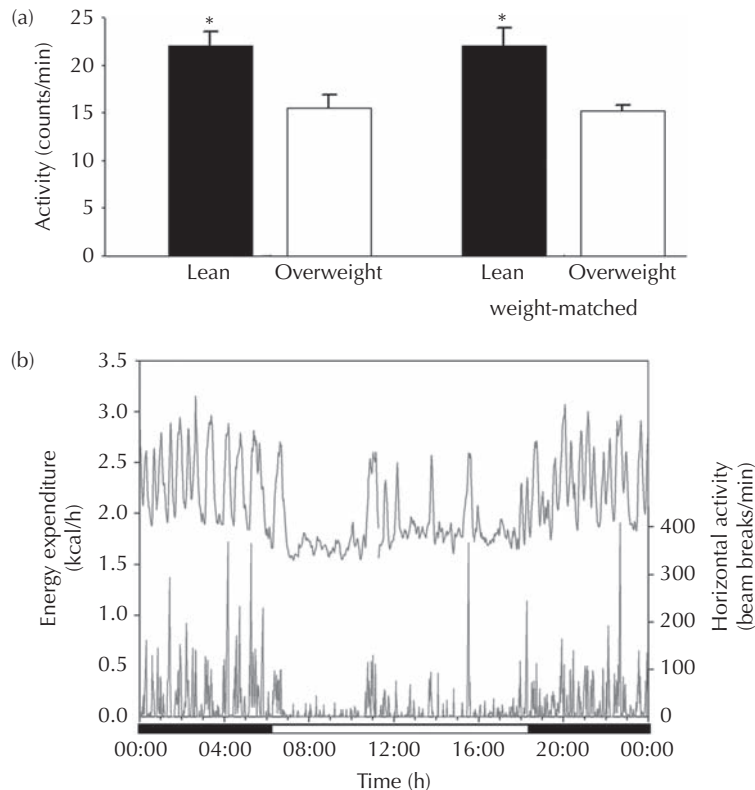 (a)
Activity (counts/min)
25
20
15
10
5
0
*
*
Lean
Overweight
Lean
Overweight
weight-matched
(b)
Energy expenditure
(kcal/h)
3.5
3.0
2.5
2.0
1.5
1.0
0.5
0.0
Horizontal activity
(beam breaks/min)
400
300
200
100
0
00:00 04:00 08:00 12:00 16:00 20:00 00:00
Time (h)